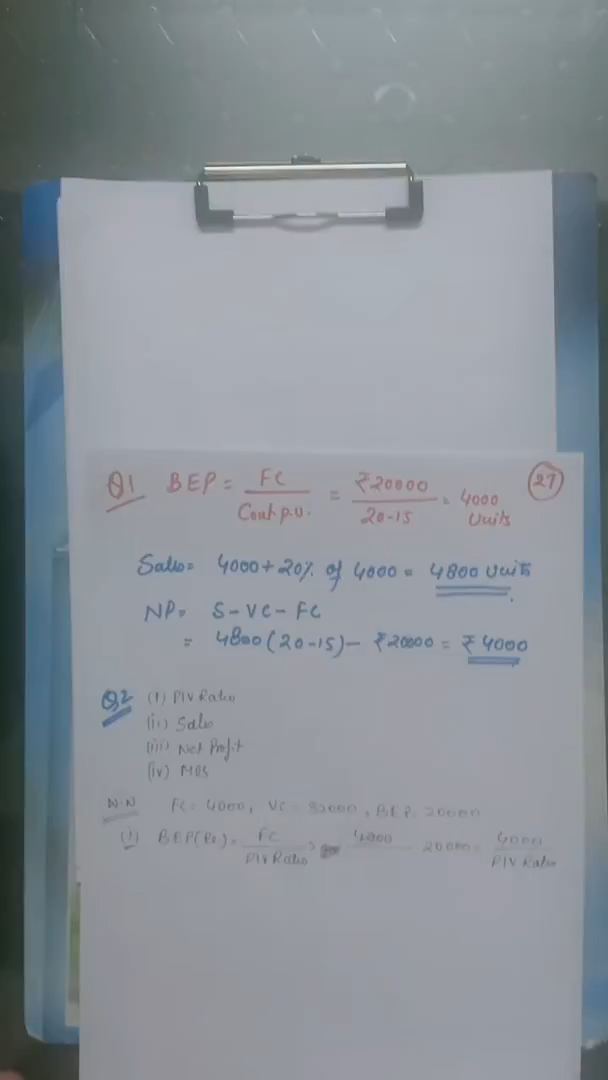 Q1 BEP = FC / Cont p.u. = ₹20000 / 20-15 = 4000 Units
27
Sales = 4000 + 20% of 4000 = 4800 Units
NP = S - VC - FC
= 4800 (20-15) - ₹20000 = ₹4000
Q2 (i) P/V Ratio
(ii) Sales
(iii) Net Profit
(iv) MOS
W.N FC = 4000, VC = 32000, BEP = 20000
(i) BEP(Rs) = FC / P/V Ratio 4000 20000 = 4000 / P/V Ratio